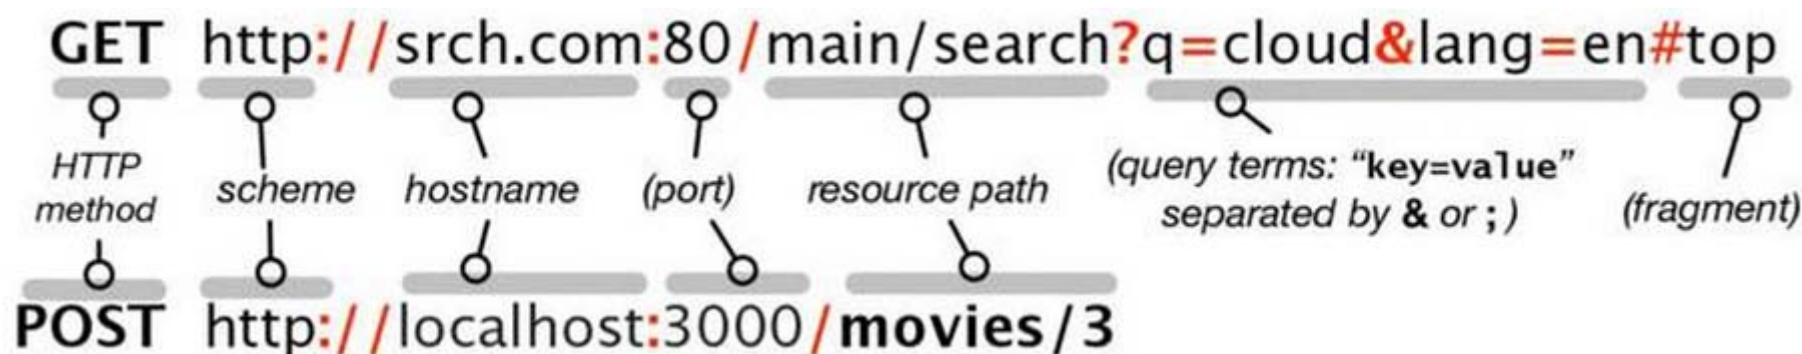 GET http://srch.com:80/main/search?q=cloud&lang=en#top
HTTP
method
scheme
hostname
(port)
resource path
(query terms: “key=value”
separated by & or ;)
(fragment)
POST http://localhost:3000/movies/3